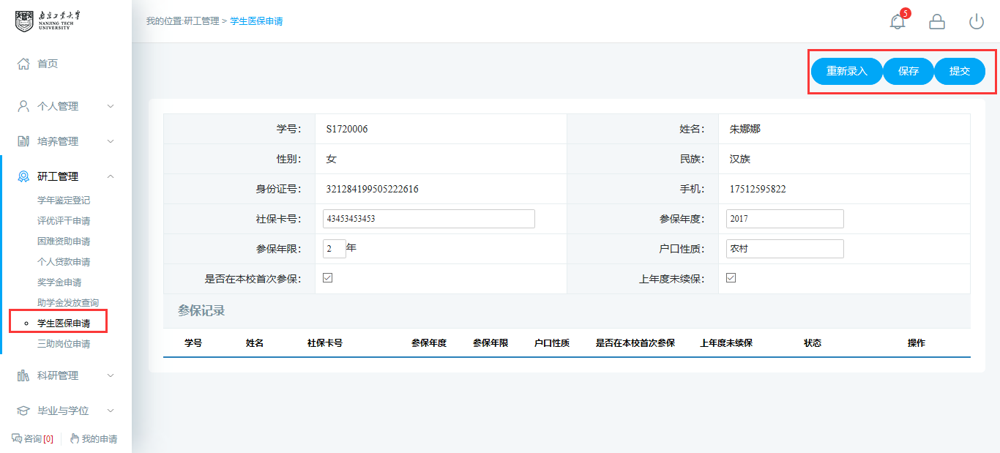 南京工业大学
NANJING TECH
UNIVERSITY
我的位置:研工管理 > 学生医保申请
5
首页
个人管理
培养管理
研工管理
学年鉴定登记
评优评干申请
困难资助申请
个人贷款申请
奖学金申请
助学金发放查询
学生医保申请
三助岗位申请
科研管理
毕业与学位
咨询[0] 我的申请
重新录入 保存 提交
学号: S1720006 姓名: 朱娜娜
性别: 女 民族: 汉族
身份证号: 321284199505222616 手机: 17512595822
社保卡号: 43453453453 参保年度: 2017
参保年限: 2 年 户口性质: 农村
是否在本校首次参保: 上年度未续保:
参保记录
学号 姓名 社保卡号 参保年度 参保年限 户口性质 是否在本校首次参保 上年度未续保 状态 操作